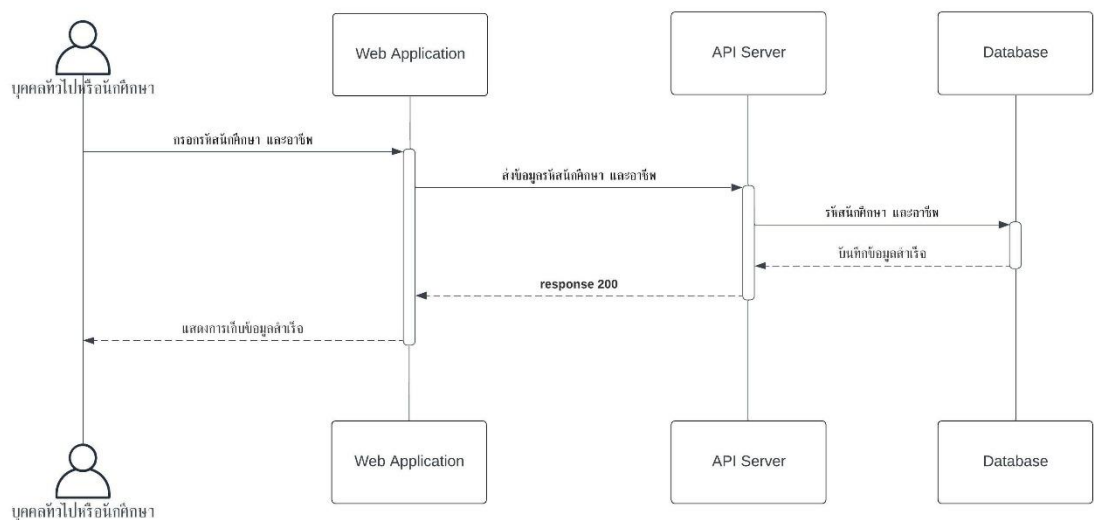 Web Application
API Server
Database
บุคคลทั่วไปหรือนักศึกษา
กรอกรหัสนักศึกษา และอาชีพ
ส่งข้อมูลรหัสนักศึกษา และอาชีพ
รหัสนักศึกษา และอาชีพ
บันทึกข้อมูลสำเร็จ
response 200
แสดงการเก็บข้อมูลสำเร็จ
Web Application
API Server
Database
บุคคลทั่วไปหรือนักศึกษา